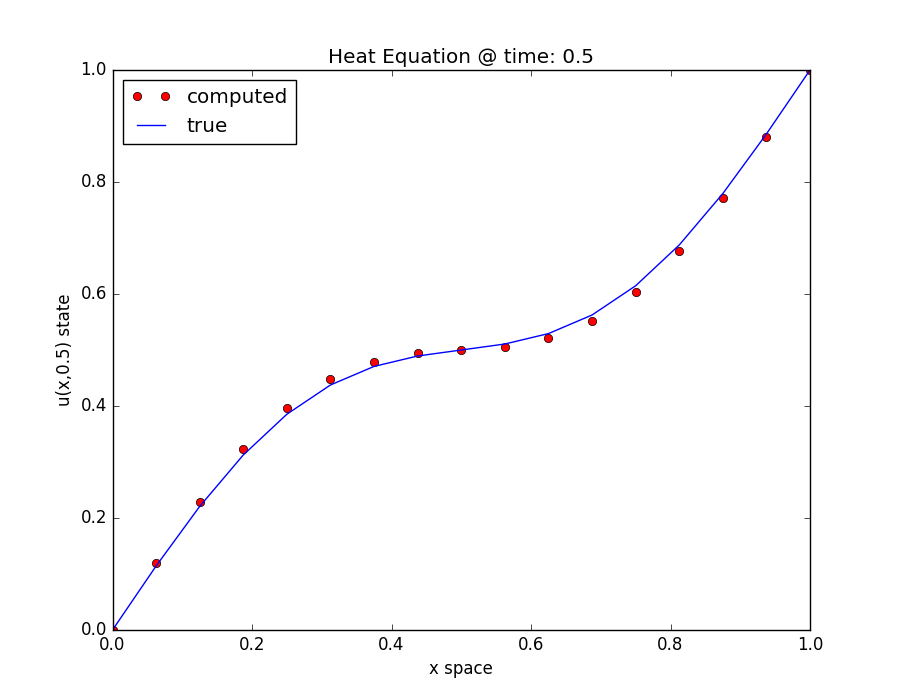 Heat Equation @ time: 0.5
computed
true
1.0
0.8
0.6
0.4
0.2
0.0
u(x,0.5) state
0.0 0.2 0.4 0.6 0.8 1.0
x space